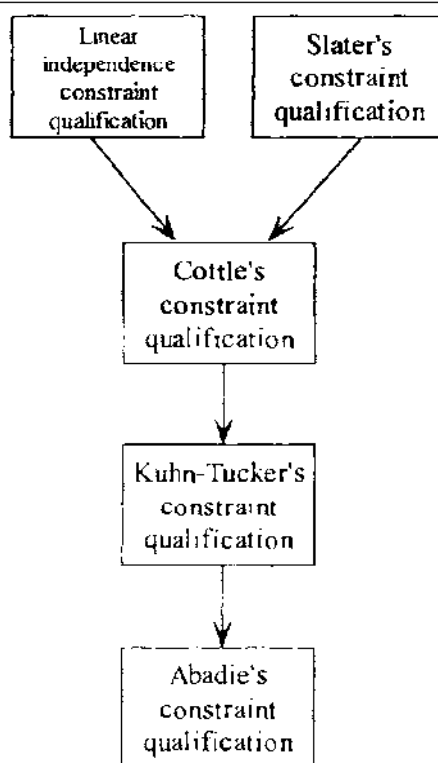 Linear
independence
constraint
qualification
Slater's
constraint
qualification
Cottle's
constraint
qualification
Kuhn-Tucker's
constraint
qualification
Abadie's
constraint
qualification